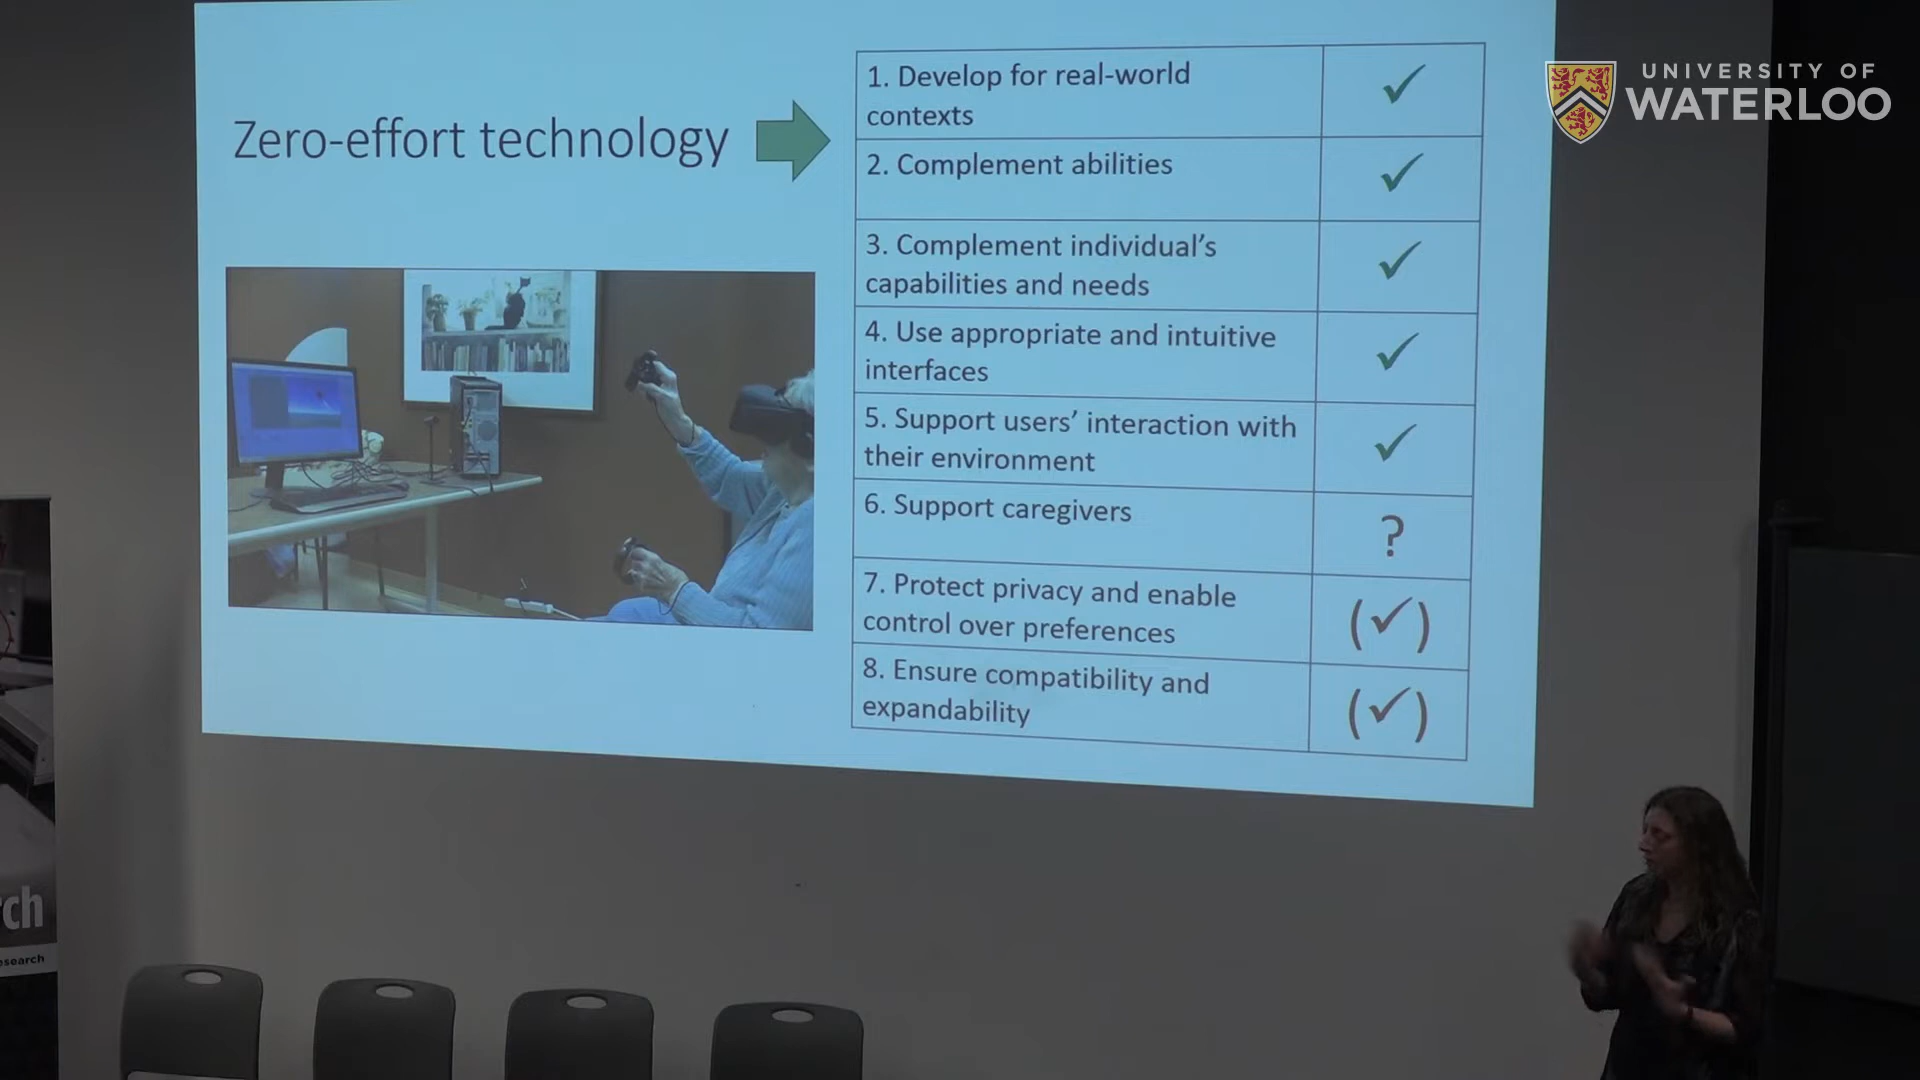 Zero-effort technology
1. Develop for real-world
contexts
✓
2. Complement abilities
✓
3. Complement individual’s
capabilities and needs
✓
4. Use appropriate and intuitive
interfaces
✓
5. Support users’ interaction with
their environment
✓
6. Support caregivers
?
7. Protect privacy and enable
control over preferences
(✓)
8. Ensure compatibility and
expandability
(✓)
UNIVERSITY OF
WATERLOO